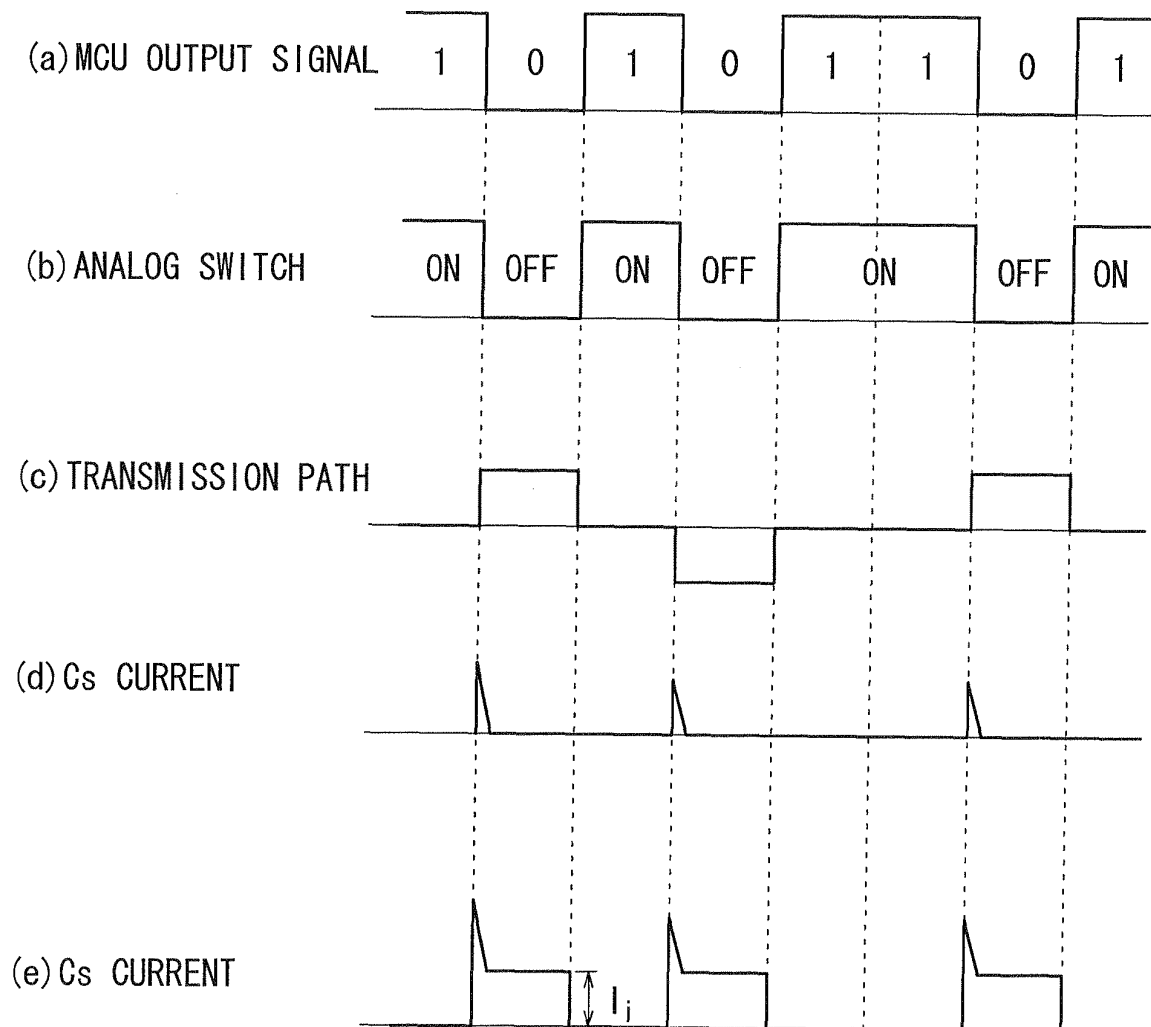 (a) MCU OUTPUT SIGNAL 1 0 1 0 1 1 0 1
(b) ANALOG SWITCH ON OFF ON OFF ON OFF ON
(c) TRANSMISSION PATH
(d) Cs CURRENT
(e) Cs CURRENT Ij